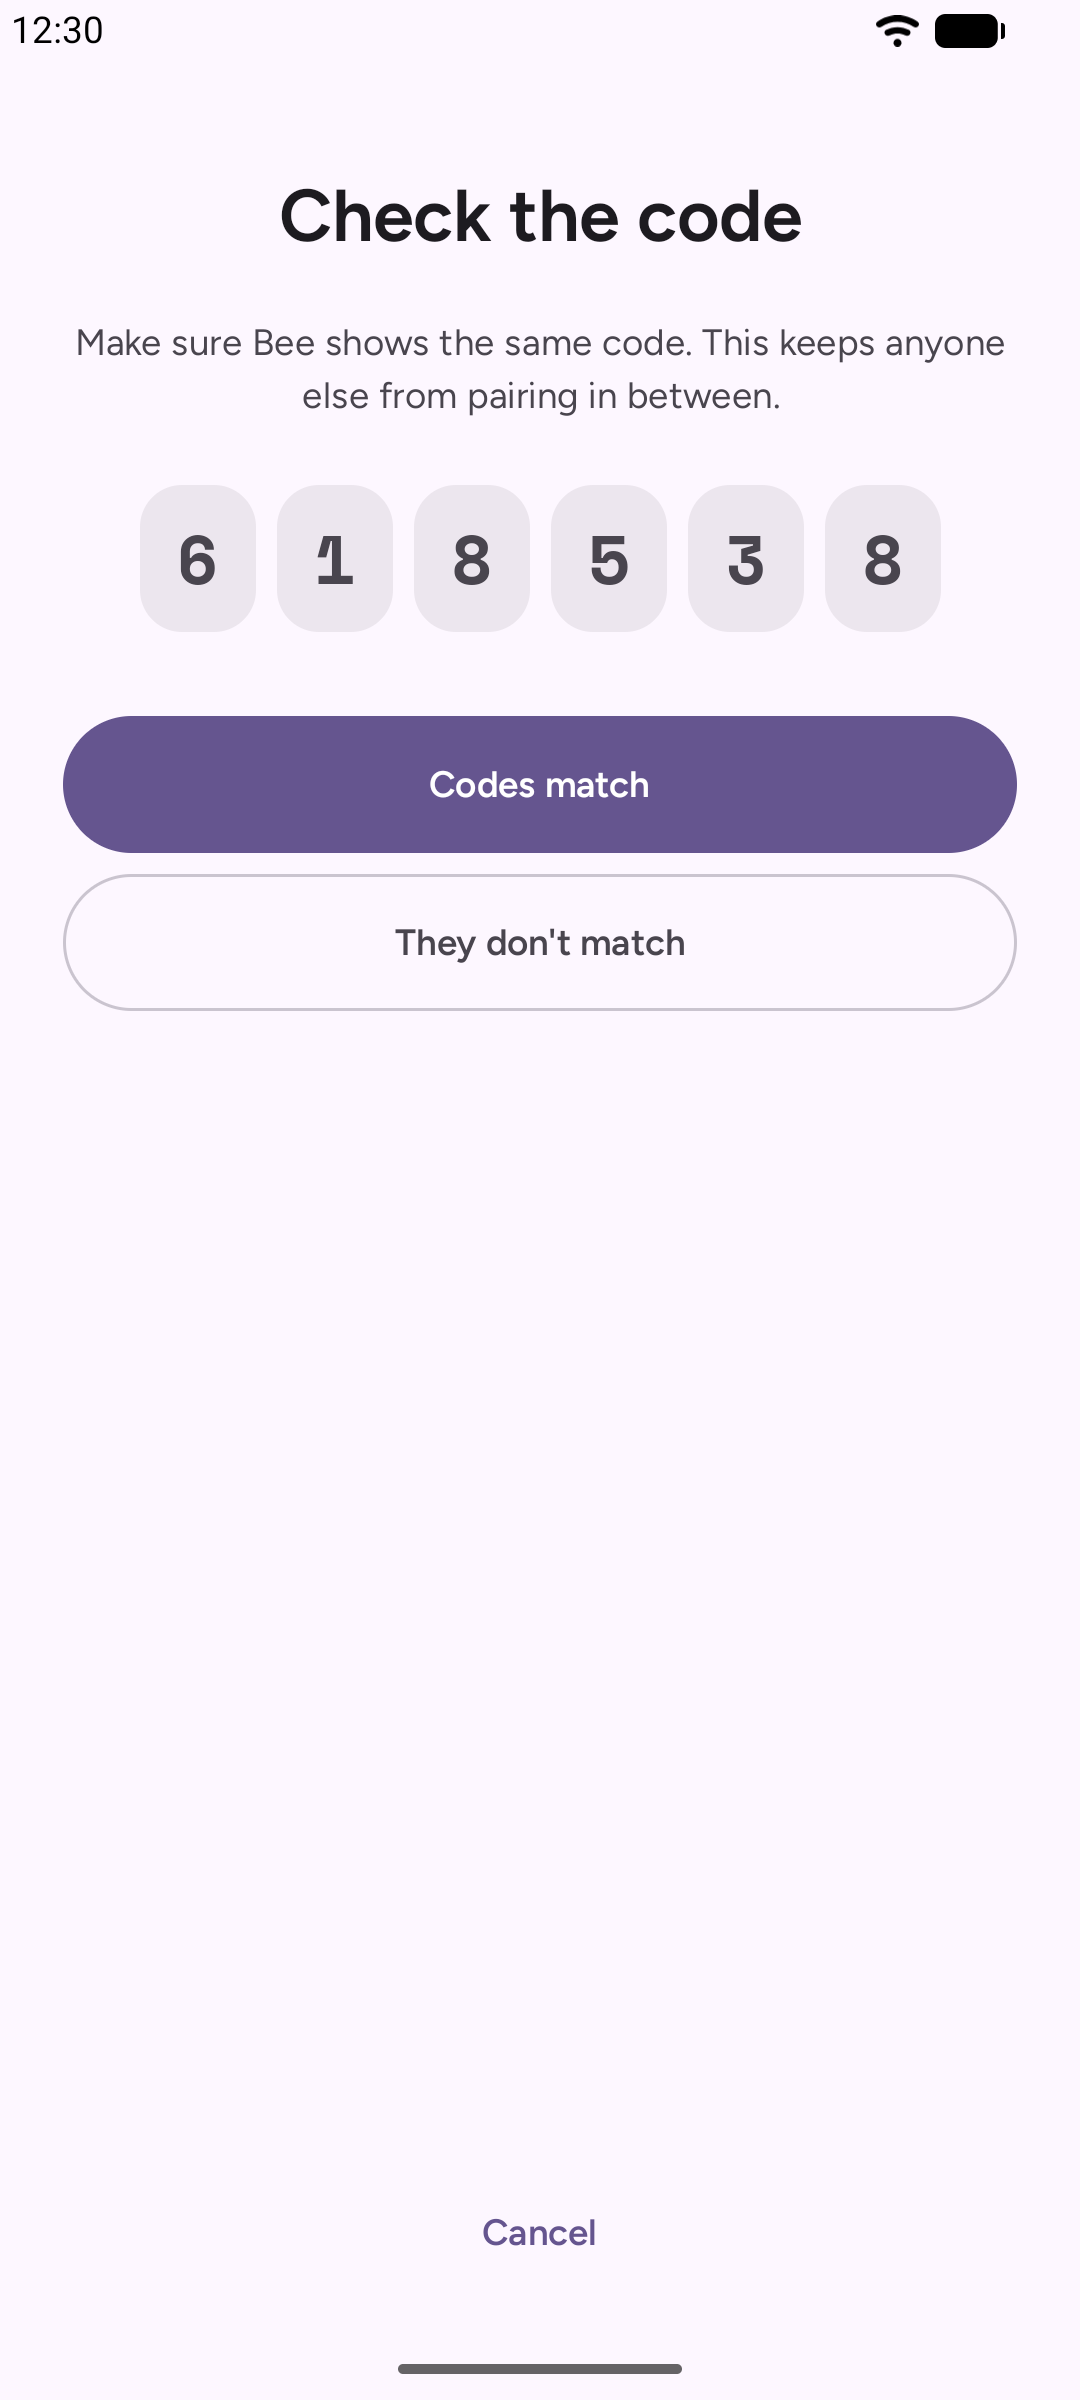 12:30
Check the code
Make sure Bee shows the same code. This keeps anyone
else from pairing in between.
6 1 8 5 3 8
Codes match
They don't match
Cancel